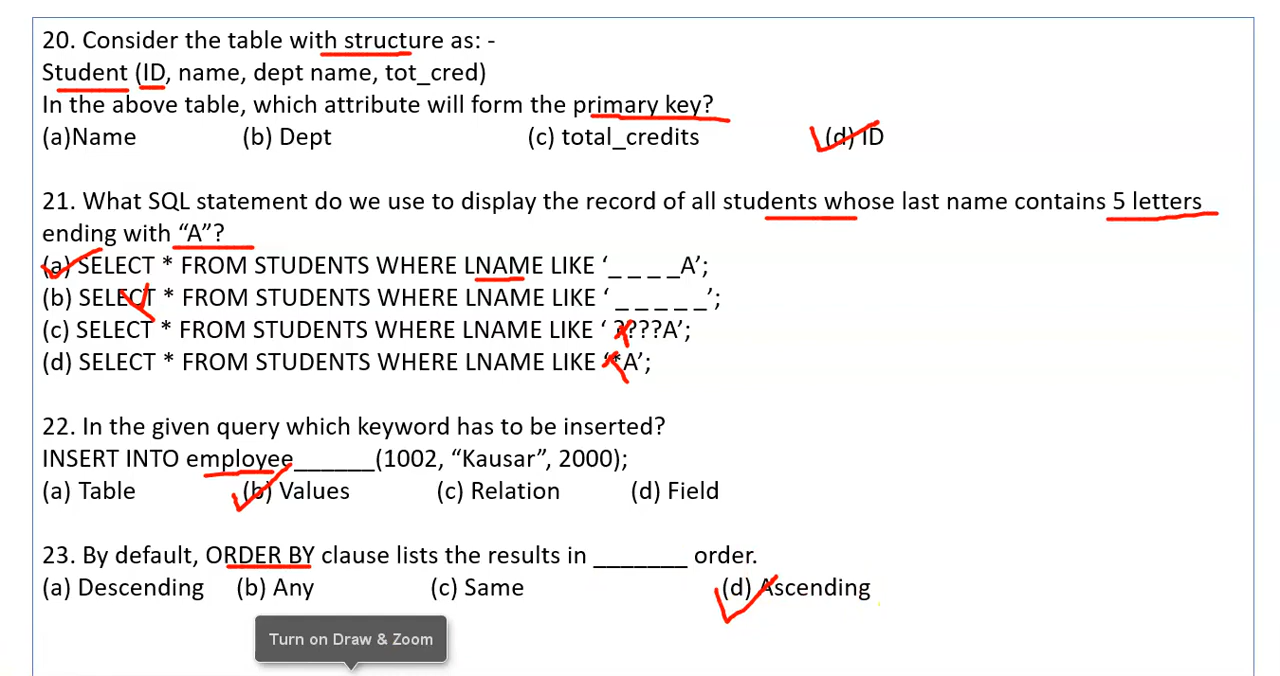 20. Consider the table with structure as: -
Student (ID, name, dept name, tot_cred)
In the above table, which attribute will form the primary key?
(a)Name (b) Dept (c) total_credits (d) ID
21. What SQL statement do we use to display the record of all students whose last name contains 5 letters
ending with “A”?
(a) SELECT * FROM STUDENTS WHERE LNAME LIKE ‘_ _ _ _A’;
(b) SELECT * FROM STUDENTS WHERE LNAME LIKE ‘ _ _ _ _ _’;
(c) SELECT * FROM STUDENTS WHERE LNAME LIKE ‘ ????A’;
(d) SELECT * FROM STUDENTS WHERE LNAME LIKE ‘*A’;
22. In the given query which keyword has to be inserted?
INSERT INTO employee______(1002, “Kausar”, 2000);
(a) Table (b) Values (c) Relation (d) Field
23. By default, ORDER BY clause lists the results in _______ order.
(a) Descending (b) Any (c) Same (d) Ascending
Turn on Draw & Zoom